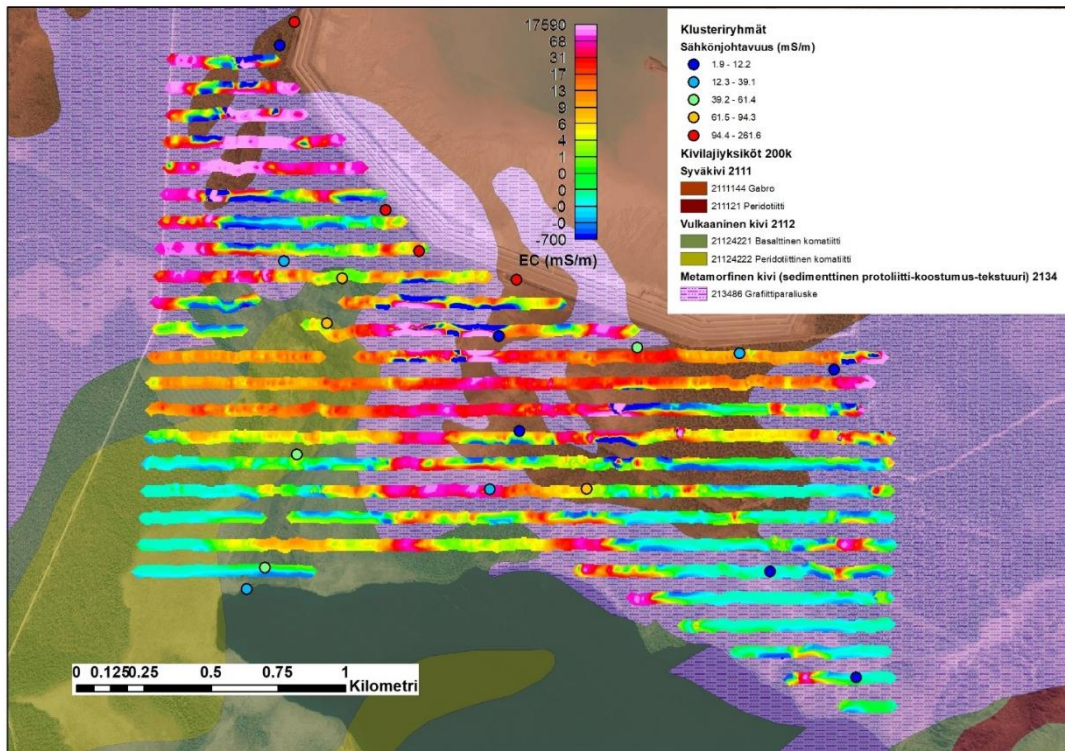 17590
68
31
17
13
9
6
4
1
0
0
-0
-0
-700
EC (mS/m)
Klusteriryhmät
Sähkönjohtavuus (mS/m)
1.9 - 12.2
12.3 - 39.1
39.2 - 61.4
61.5 - 94.3
94.4 - 261.6
Kivilajiyksiköt 200k
Syväkivi 2111
2111144 Gabro
211121 Peridotiitti
Vulkaaninen kivi 2112
21124221 Basalttinen komatiitti
21124222 Peridotiittinen komatiitti
Metamorfinen kivi (sedimenttinen protoliitti-koostumus-tekstuuri) 2134
213486 Grafiittiparaliuske
0 0.125 0.25 0.5 0.75 1
Kilometri